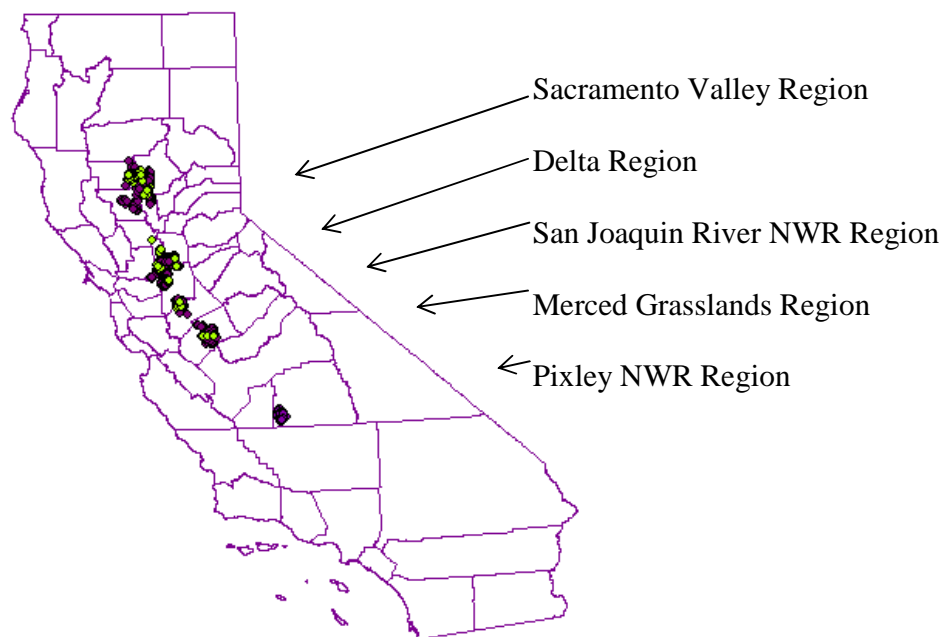 Sacramento Valley Region
Delta Region
San Joaquin River NWR Region
Merced Grasslands Region
Pixley NWR Region